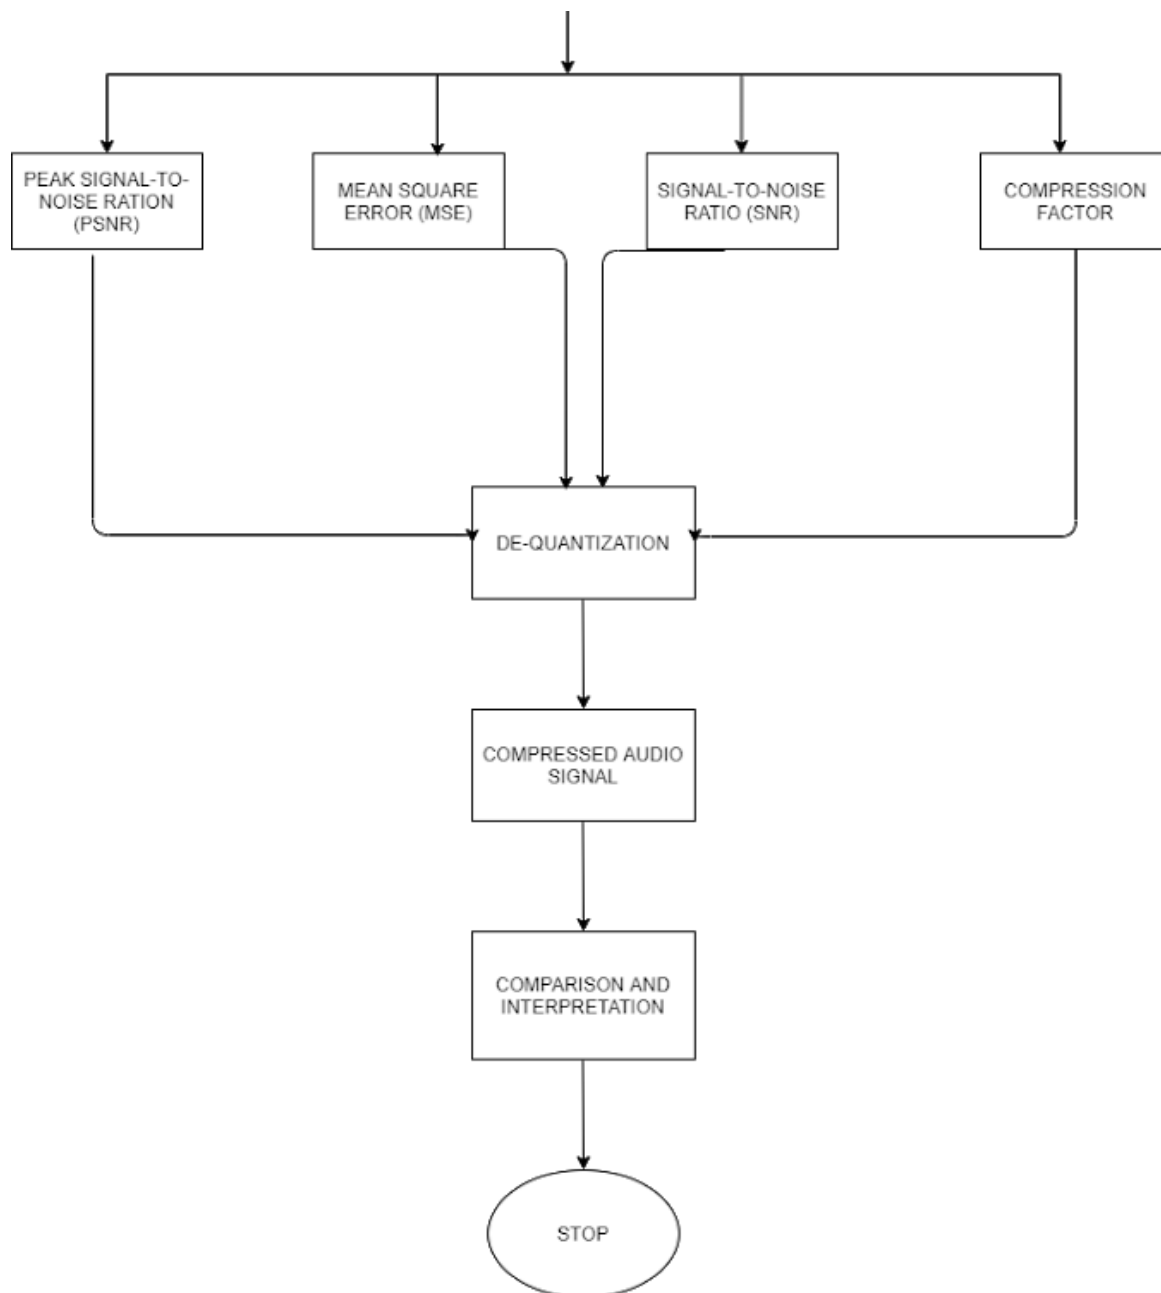 PEAK SIGNAL-TO-
NOISE RATION
(PSNR)
MEAN SQUARE
ERROR (MSE)
SIGNAL-TO-NOISE
RATIO (SNR)
COMPRESSION
FACTOR
DE-QUANTIZATION
COMPRESSED AUDIO
SIGNAL
COMPARISON AND
INTERPRETATION
STOP